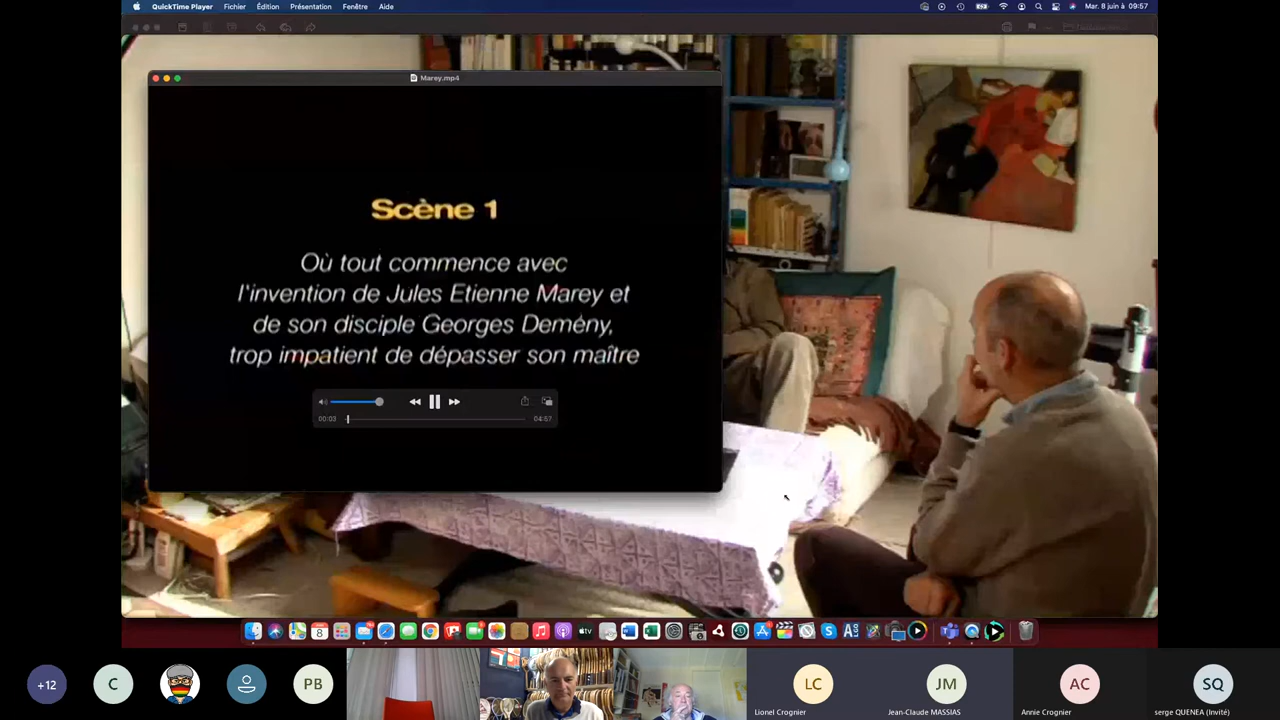 QuickTime Player Fichier Édition Présentation Fenêtre Aide Mar. 8 juin à 09:57
Marey.mp4
Scène 1
Où tout commence avec
l'invention de Jules Etienne Marey et
de son disciple Georges Demény,
trop impatient de dépasser son maître
00:03 04:57
8
+12 C PB LC JM AC SQ
Lionel Crognier Jean-Claude MASSIAS Annie Crognier serge QUENEA (Invité)